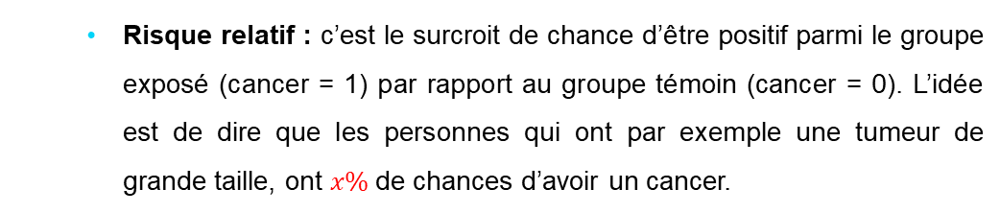 • Risque relatif : c’est le surcroit de chance d’être positif parmi le groupe
exposé (cancer = 1) par rapport au groupe témoin (cancer = 0). L’idée
est de dire que les personnes qui ont par exemple une tumeur de
grande taille, ont x% de chances d’avoir un cancer.